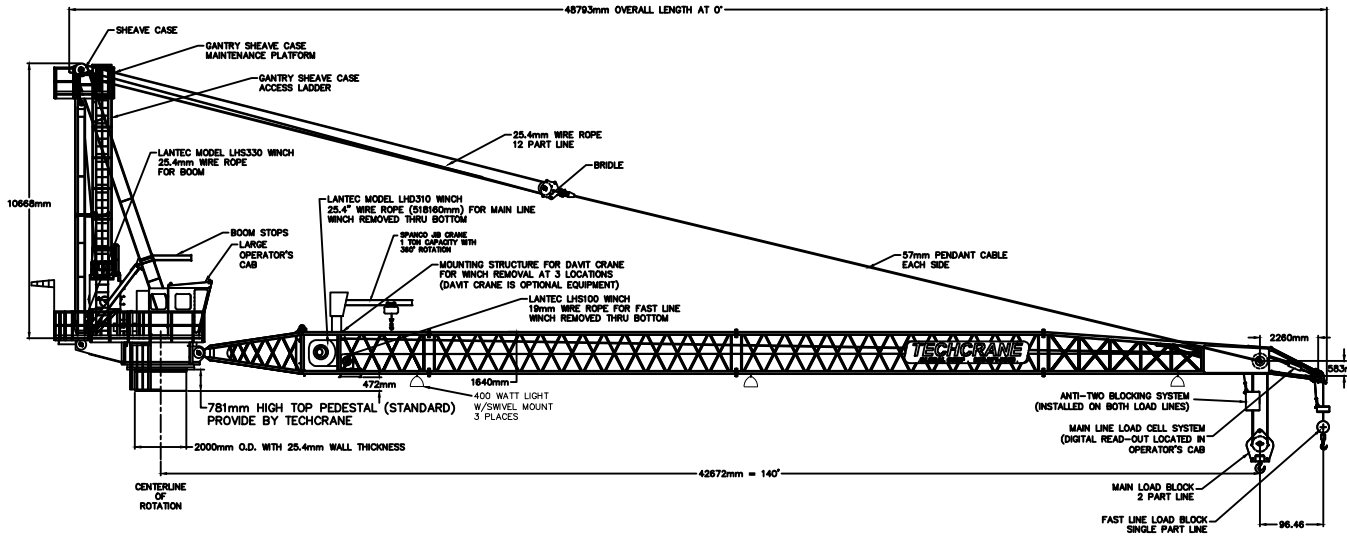 48793mm OVERALL LENGTH AT 0°
SHEAVE CASE
GANTRY SHEAVE CASE
MAINTENANCE PLATFORM
GANTRY SHEAVE CASE
ACCESS LADDER
25.4mm WIRE ROPE
12 PART LINE
BRIDLE
LANTEC MODEL LHS330 WINCH
25.4mm WIRE ROPE
FOR BOOM
10668mm
LANTEC MODEL LHD310 WINCH
25.4" WIRE ROPE (518160mm) FOR MAIN LINE
WINCH REMOVED THRU BOTTOM
BOOM STOPS
LARGE
OPERATOR'S
CAB
SPANCO JIB CRANE
1 TON CAPACITY WITH
360° ROTATION
57mm PENDANT CABLE
EACH SIDE
MOUNTING STRUCTURE FOR DAVIT CRANE
FOR WINCH REMOVAL AT 3 LOCATIONS
(DAVIT CRANE IS OPTIONAL EQUIPMENT)
LANTEC LHS100 WINCH
19mm WIRE ROPE FOR FAST LINE
WINCH REMOVED THRU BOTTOM
2260mm
TECHCRANE
583m
472mm
1640mm
781mm HIGH TOP PEDESTAL (STANDARD)
PROVIDE BY TECHCRANE
400 WATT LIGHT
W/SWIVEL MOUNT
3 PLACES
ANTI-TWO BLOCKING SYSTEM
(INSTALLED ON BOTH LOAD LINES)
MAIN LINE LOAD CELL SYSTEM
(DIGITAL READ-OUT LOCATED IN
OPERATOR'S CAB
2000mm O.D. WITH 25.4mm WALL THICKNESS
42672mm = 140'
CENTERLINE
OF
ROTATION
MAIN LOAD BLOCK
2 PART LINE
FAST LINE LOAD BLOCK
SINGLE PART LINE
96.46